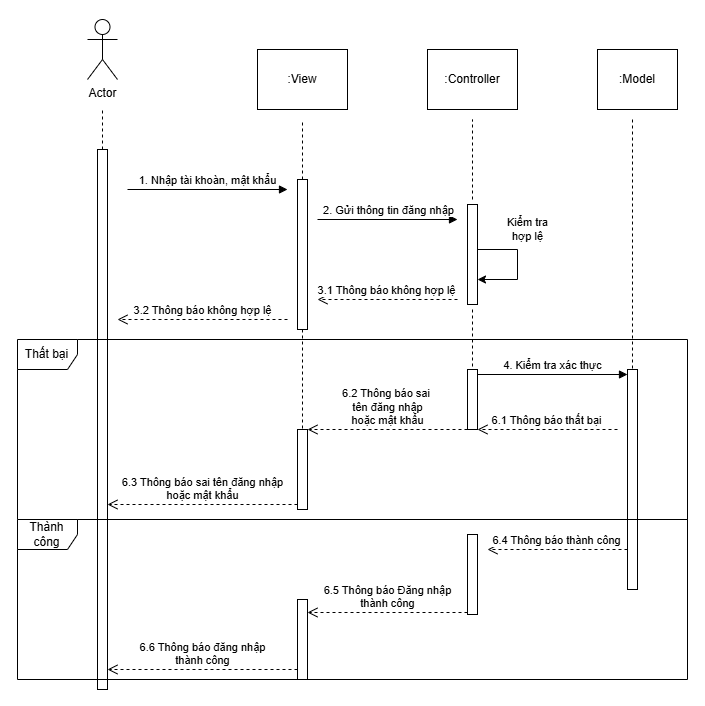 Actor
:View
:Controller
:Model
1. Nhập tài khoàn, mật khẩu
2. Gửi thông tin đăng nhập
Kiểm tra
hợp lệ
3.1 Thông báo không hợp lệ
3.2 Thông báo không hợp lệ
Thất bại
4. Kiểm tra xác thực
6.2 Thông báo sai
tên đăng nhập
hoặc mật khẩu
6.1 Thông báo thất bại
6.3 Thông báo sai tên đăng nhập
hoặc mật khẩu
Thành
công
6.4 Thông báo thành công
6.5 Thông báo Đăng nhập
thành công
6.6 Thông báo đăng nhập
thành công